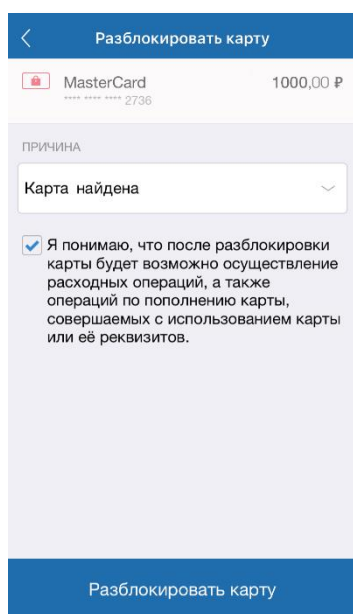 Разблокировать карту
MasterCard 1000,00 ₽
**** **** **** 2736
ПРИЧИНА
Карта найдена
Я понимаю, что после разблокировки
карты будет возможно осуществление
расходных операций, а также
операций по пополнению карты,
совершаемых с использованием карты
или её реквизитов.
Разблокировать карту